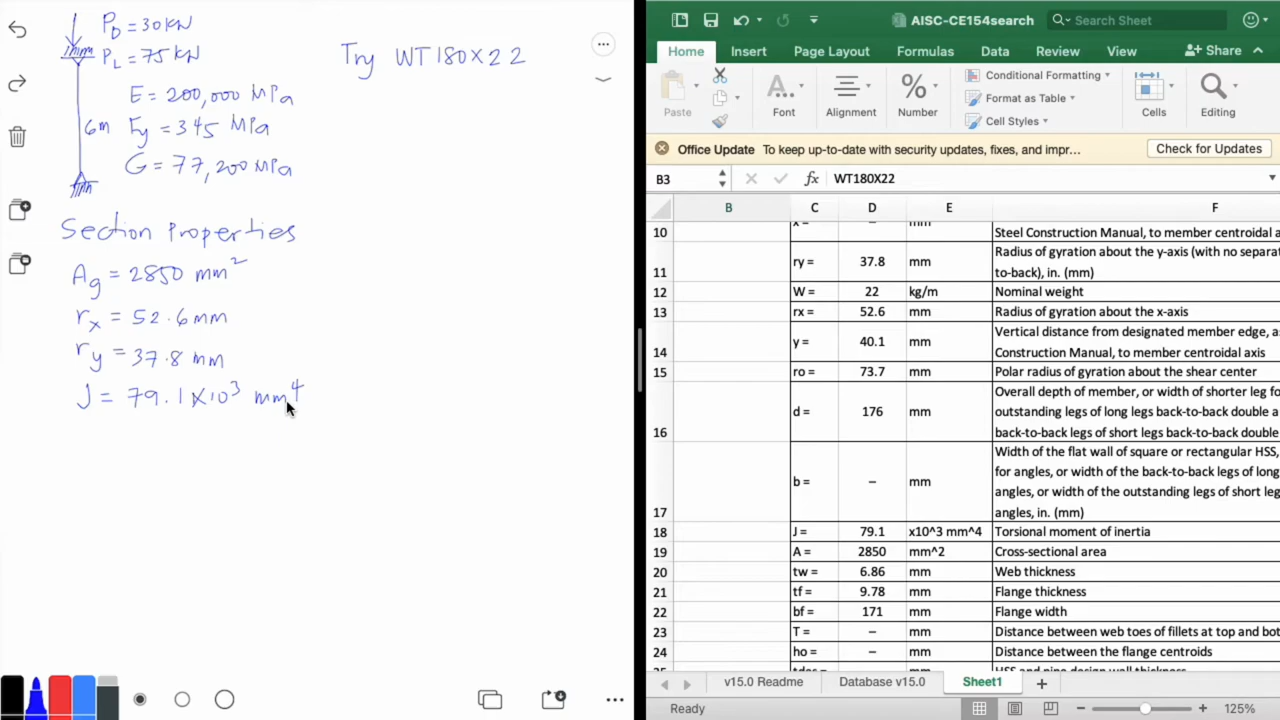 P_D = 30 KN
P_L = 75 KN
Try WT 180X22
E = 200,000 MPa
6m Fy = 345 MPa
G = 77,200 MPa
Section Properties
A_g = 2850 mm²
r_x = 52.6 mm
r_y = 37.8 mm
J = 79.1 X10³ mm⁴
AISC-CE154search
Search Sheet
Home Insert Page Layout Formulas Data Review View Share
Paste
Font
Alignment
Number
Conditional Formatting
Format as Table
Cell Styles
Cells
Editing
Office Update To keep up-to-date with security updates, fixes, and impr... Check for Updates
B3 fx WT180X22
B C D E F
10 x = – mm Steel Construction Manual, to member centroidal a
11 ry = 37.8 mm Radius of gyration about the y-axis (with no separat
to-back), in. (mm)
12 W = 22 kg/m Nominal weight
13 rx = 52.6 mm Radius of gyration about the x-axis
14 y = 40.1 mm Vertical distance from designated member edge, a
Construction Manual, to member centroidal axis
15 ro = 73.7 mm Polar radius of gyration about the shear center
16 d = 176 mm Overall depth of member, or width of shorter leg fo
outstanding legs of long legs back-to-back double a
back-to-back legs of short legs back-to-back double
17 b = – mm Width of the flat wall of square or rectangular HSS,
for angles, or width of the back-to-back legs of long
angles, or width of the outstanding legs of short leg
angles, in. (mm)
18 J = 79.1 x10^3 mm^4 Torsional moment of inertia
19 A = 2850 mm^2 Cross-sectional area
20 tw = 6.86 mm Web thickness
21 tf = 9.78 mm Flange thickness
22 bf = 171 mm Flange width
23 T = – mm Distance between web toes of fillets at top and bot
24 ho = – mm Distance between the flange centroids
25 tdes = – mm HSS and pipe design wall thickness
v15.0 Readme Database v15.0 Sheet1
Ready 125%